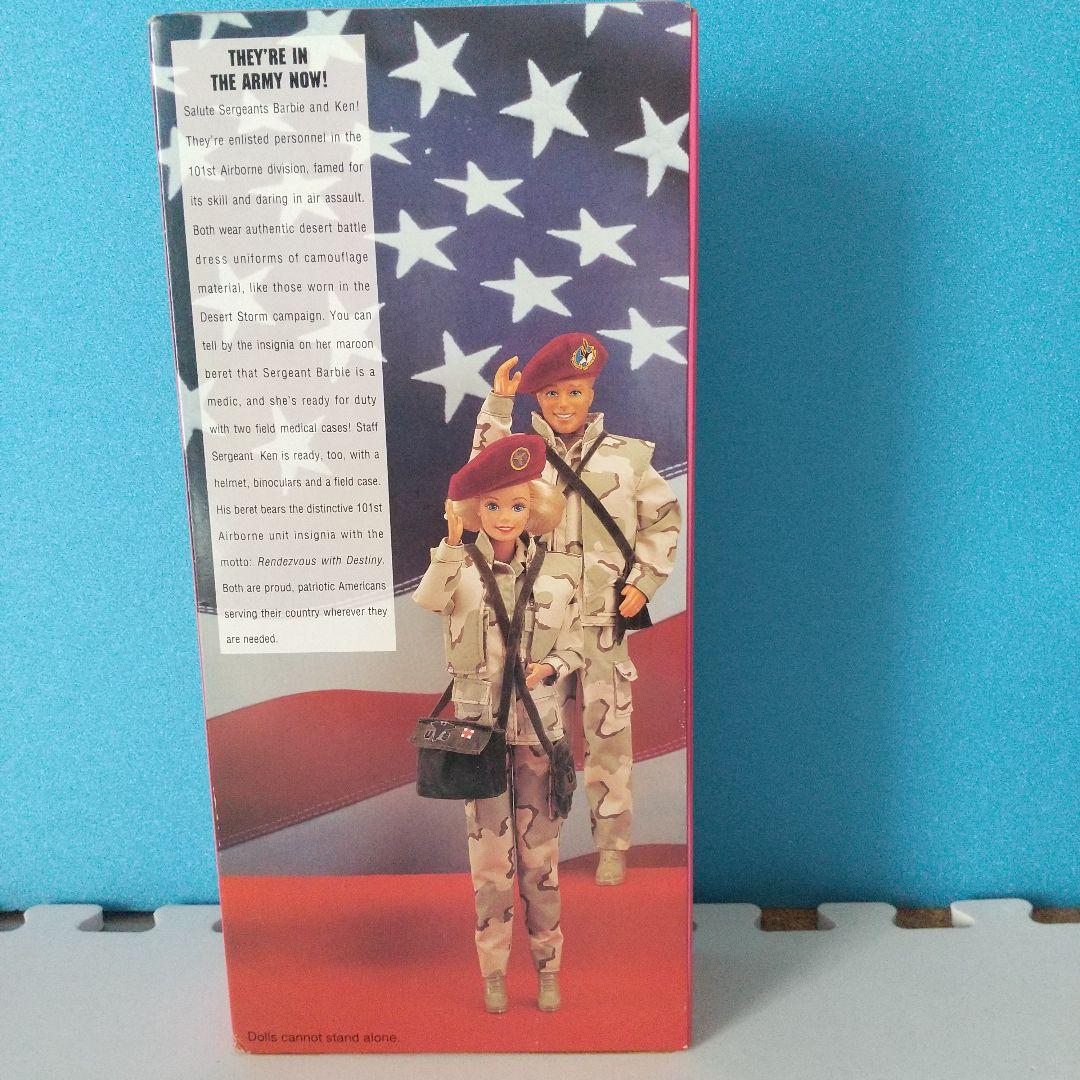 THEY'RE IN
THE ARMY NOW!
Salute Sergeants Barbie and Ken!
They're enlisted personnel in the
101st Airborne division, famed for
its skill and daring in air assault.
Both wear authentic desert battle
dress uniforms of camouflage
material, like those worn in the
Desert Storm campaign. You can
tell by the insignia on her maroon
beret that Sergeant Barbie is a
medic, and she's ready for duty
with two field medical cases! Staff
Sergeant Ken is ready, too, with a
helmet, binoculars and a field case.
His beret bears the distinctive 101st
Airborne unit insignia with the
motto: Rendezvous with Destiny.
Both are proud, patriotic Americans
serving their country wherever they
are needed.
US
Dolls cannot stand alone.